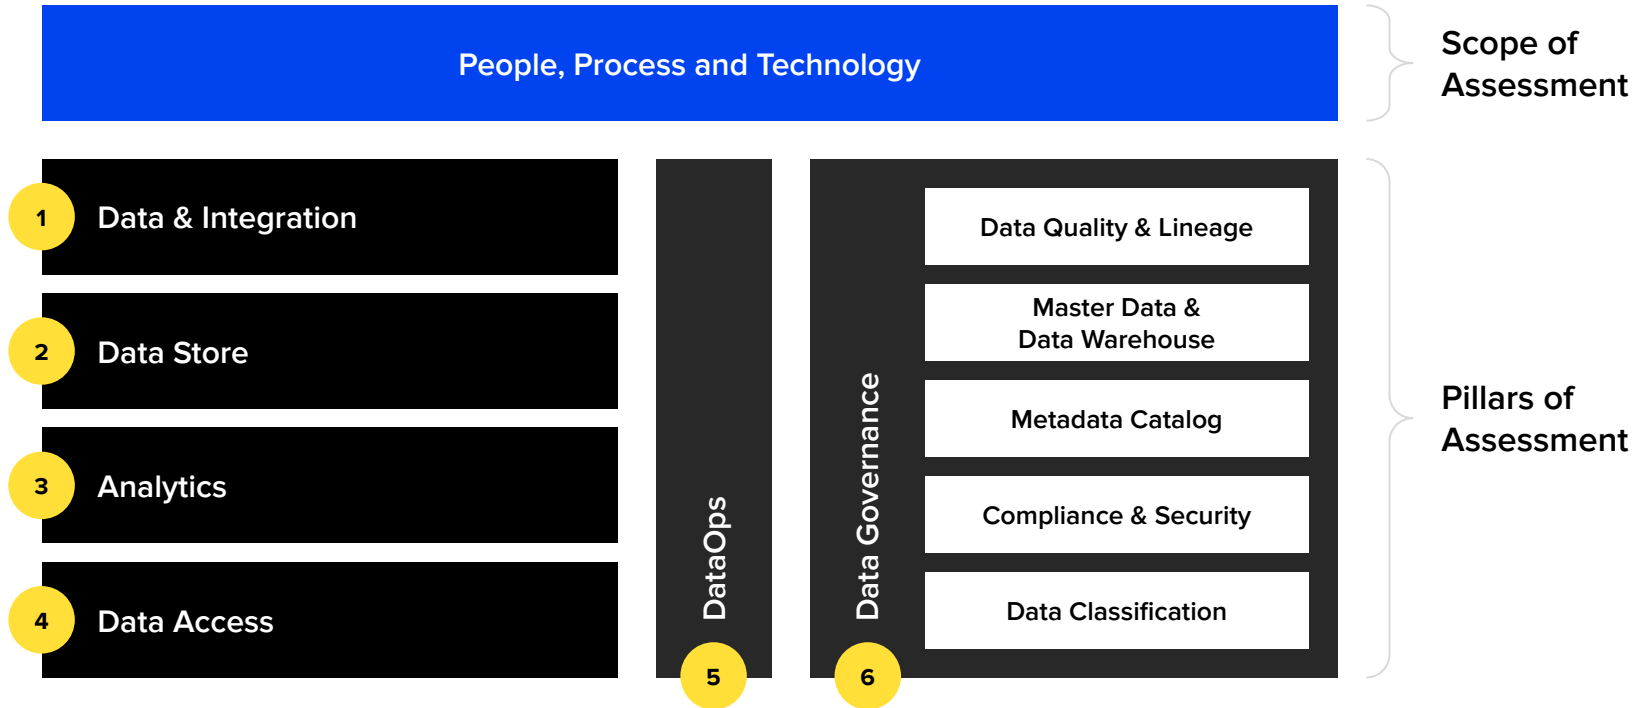 People, Process and Technology
Scope of
Assessment
1
Data & Integration
2
Data Store
3
Analytics
4
Data Access
DataOps
5
Data Governance
6
Data Quality & Lineage
Master Data &
Data Warehouse
Metadata Catalog
Compliance & Security
Data Classification
Pillars of
Assessment